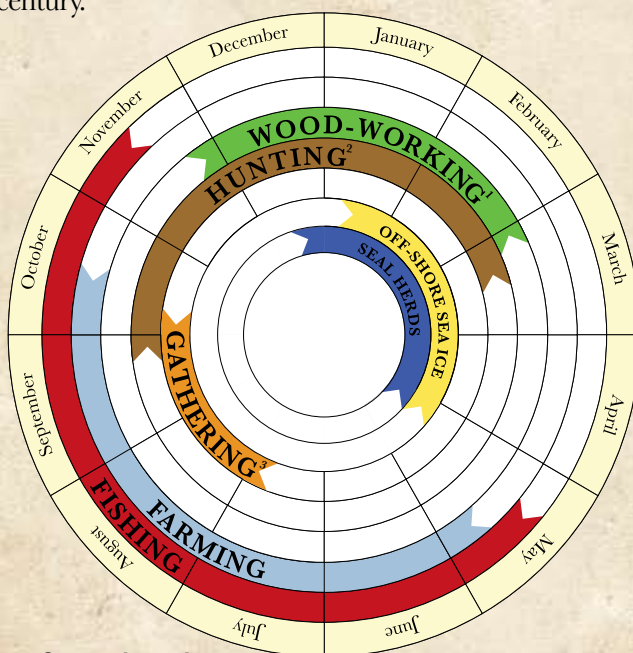 century.
December
January
February
March
April
May
June
July
August
September
October
November
WOOD-WORKING¹
HUNTING²
OFF-SHORE SEA ICE
SEAL HERDS
GATHERING³
FARMING
FISHING